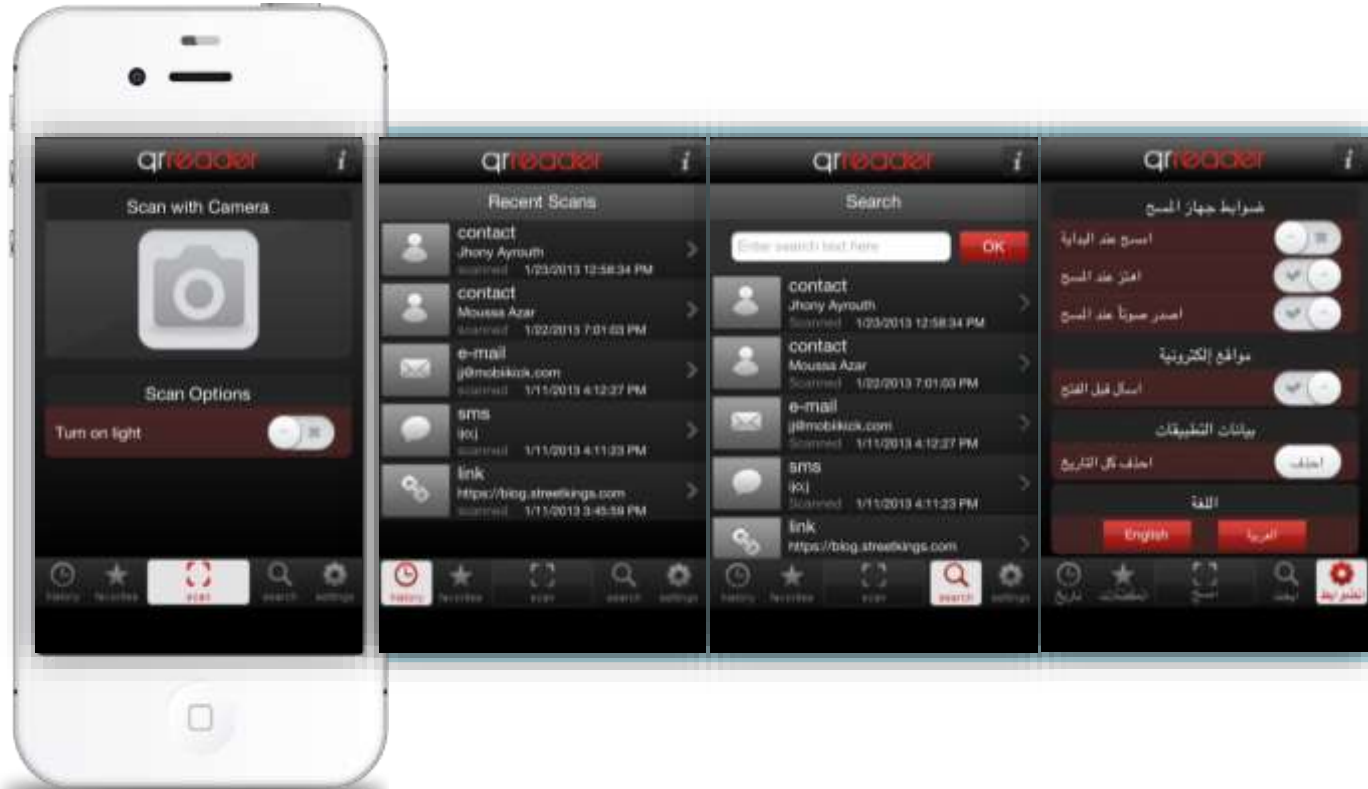 qrreader
i
Scan with Camera
Scan Options
Turn on light
history favorites scan search settings
qrreader
i
Recent Scans
contact
Jhony Ayrouth
scanned 1/23/2013 12:58:34 PM
contact
Moussa Azar
scanned 1/22/2013 7:01:03 PM
e-mail
jj@mobikick.com
scanned 1/11/2013 4:12:27 PM
sms
scanned 1/11/2013 4:11:23 PM
link
https://blog.streetkings.com
scanned 1/11/2013 3:45:59 PM
history favorites scan search settings
qrreader
i
Search
Enter search text here
OK
contact
Jhony Ayrouth
Scanned 1/23/2013 12:58:34 PM
contact
Moussa Azar
Scanned 1/22/2013 7:01:03 PM
e-mail
jj@mobikick.com
Scanned 1/11/2013 4:12:27 PM
sms
Scanned 1/11/2013 4:11:23 PM
link
https://blog.streetkings.com
history favorites scan search settings
qrreader
i
ضوابط جهاز المسح
امسح عند البداية
اهتز عند المسح
اصدر صوتاً عند المسح
مواقع إلكترونية
اسأل قبل الفتح
بيانات التطبيقات
احذف كل التاريخ
احذف
اللغة
English العربية
تاريخ المفضلات امسح ابحث الضوابط